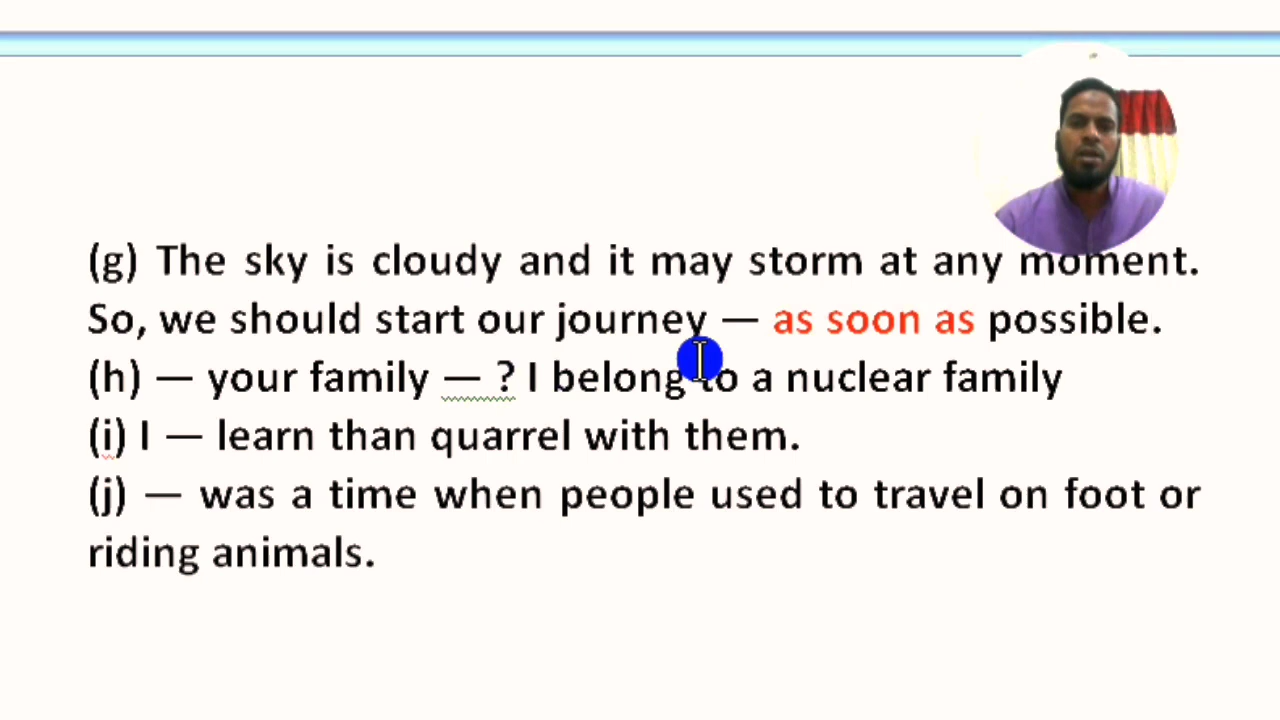 (g) The sky is cloudy and it may storm at any moment.
So, we should start our journey — as soon as possible.
(h) — your family — ? I belong to a nuclear family
(i) I — learn than quarrel with them.
(j) — was a time when people used to travel on foot or
riding animals.